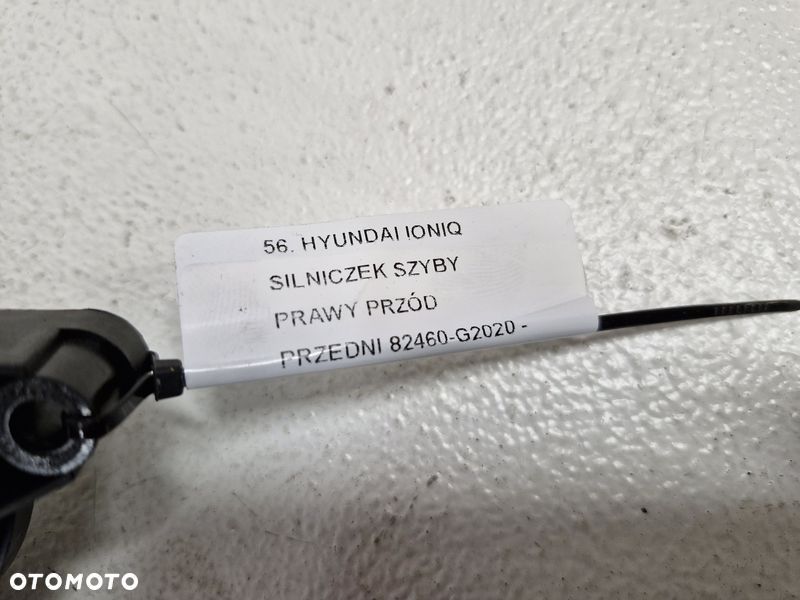 56. HYUNDAI IONIQ
SILNICZEK SZYBY
PRAWY PRZÓD
PRZEDNI 82460-G2020 -
OTOMOTO